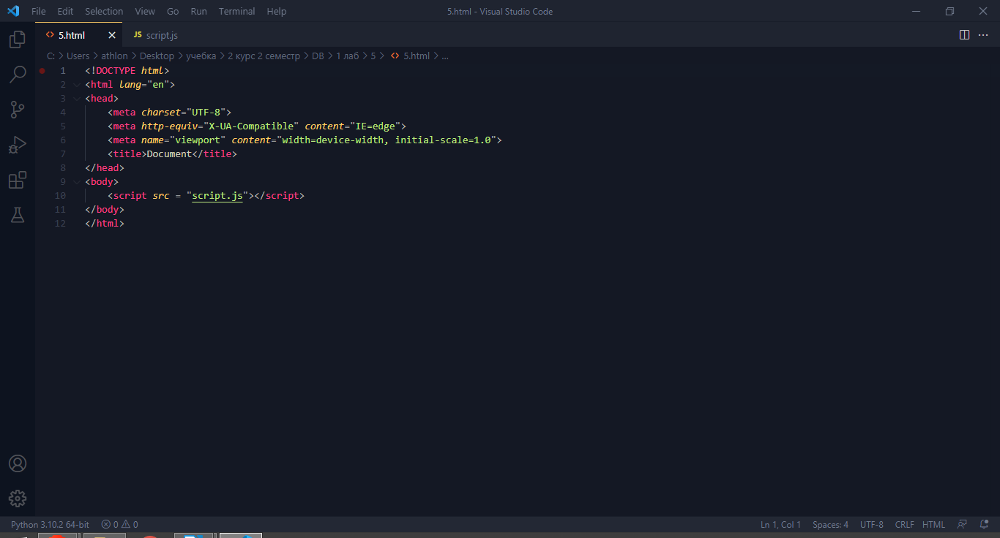 File Edit Selection View Go Run Terminal Help 5.html - Visual Studio Code
5.html JS script.js
C: > Users > athlon > Desktop > учебка > 2 курс 2 семестр > DB > 1 лаб > 5 > 5.html > ...
1 <!DOCTYPE html>
2 <html lang="en">
3 <head>
4 <meta charset="UTF-8">
5 <meta http-equiv="X-UA-Compatible" content="IE=edge">
6 <meta name="viewport" content="width=device-width, initial-scale=1.0">
7 <title>Document</title>
8 </head>
9 <body>
10 <script src = "script.js"></script>
11 </body>
12 </html>
Python 3.10.2 64-bit 0 0 Ln 1, Col 1 Spaces: 4 UTF-8 CRLF HTML